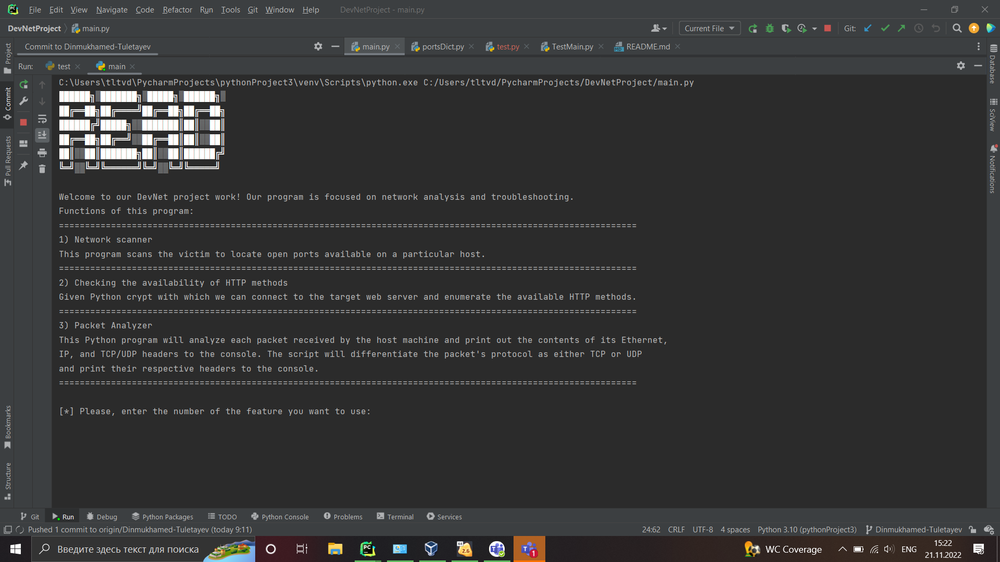 File Edit View Navigate Code Refactor Run Tools Git Window Help DevNetProject - main.py
DevNetProject main.py Current File Git:
Commit to Dinmukhamed-Tuletayev main.py portsDict.py test.py TestMain.py README.md
Run: test main
C:\Users\tltvd\PycharmProjects\pythonProject3\venv\Scripts\python.exe C:/Users/tltvd/PycharmProjects/DevNetProject/main.py
READ
Welcome to our DevNet project work! Our program is focused on network analysis and troubleshooting.
Functions of this program:
===============================================================================================================
1) Network scanner
This program scans the victim to locate open ports available on a particular host.
===============================================================================================================
2) Checking the availability of HTTP methods
Given Python crypt with which we can connect to the target web server and enumerate the available HTTP methods.
===============================================================================================================
3) Packet Analyzer
This Python program will analyze each packet received by the host machine and print out the contents of its Ethernet,
IP, and TCP/UDP headers to the console. The script will differentiate the packet's protocol as either TCP or UDP
and print their respective headers to the console.
===============================================================================================================
[*] Please, enter the number of the feature you want to use:
Project
Commit
Pull Requests
Bookmarks
Structure
Database
SciView
Notifications
Git Run Debug Python Packages TODO Python Console Problems Terminal Services
Pushed 1 commit to origin/Dinmukhamed-Tuletayev (today 9:11) 24:62 CRLF UTF-8 4 spaces Python 3.10 (pythonProject3) Dinmukhamed-Tuletayev
Введите здесь текст для поиска PC 64 2.6 1 WC Coverage ENG 15:22
21.11.2022